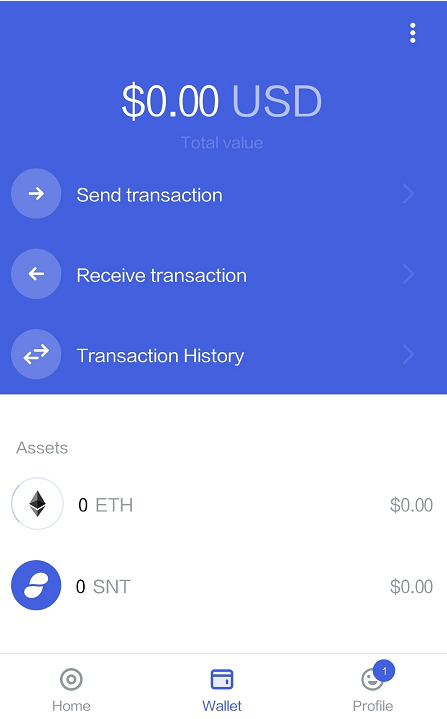 $0.00 USD
Total value
Send transaction
Receive transaction
Transaction History
Assets
0 ETH $0.00
0 SNT $0.00
1
Home Wallet Profile